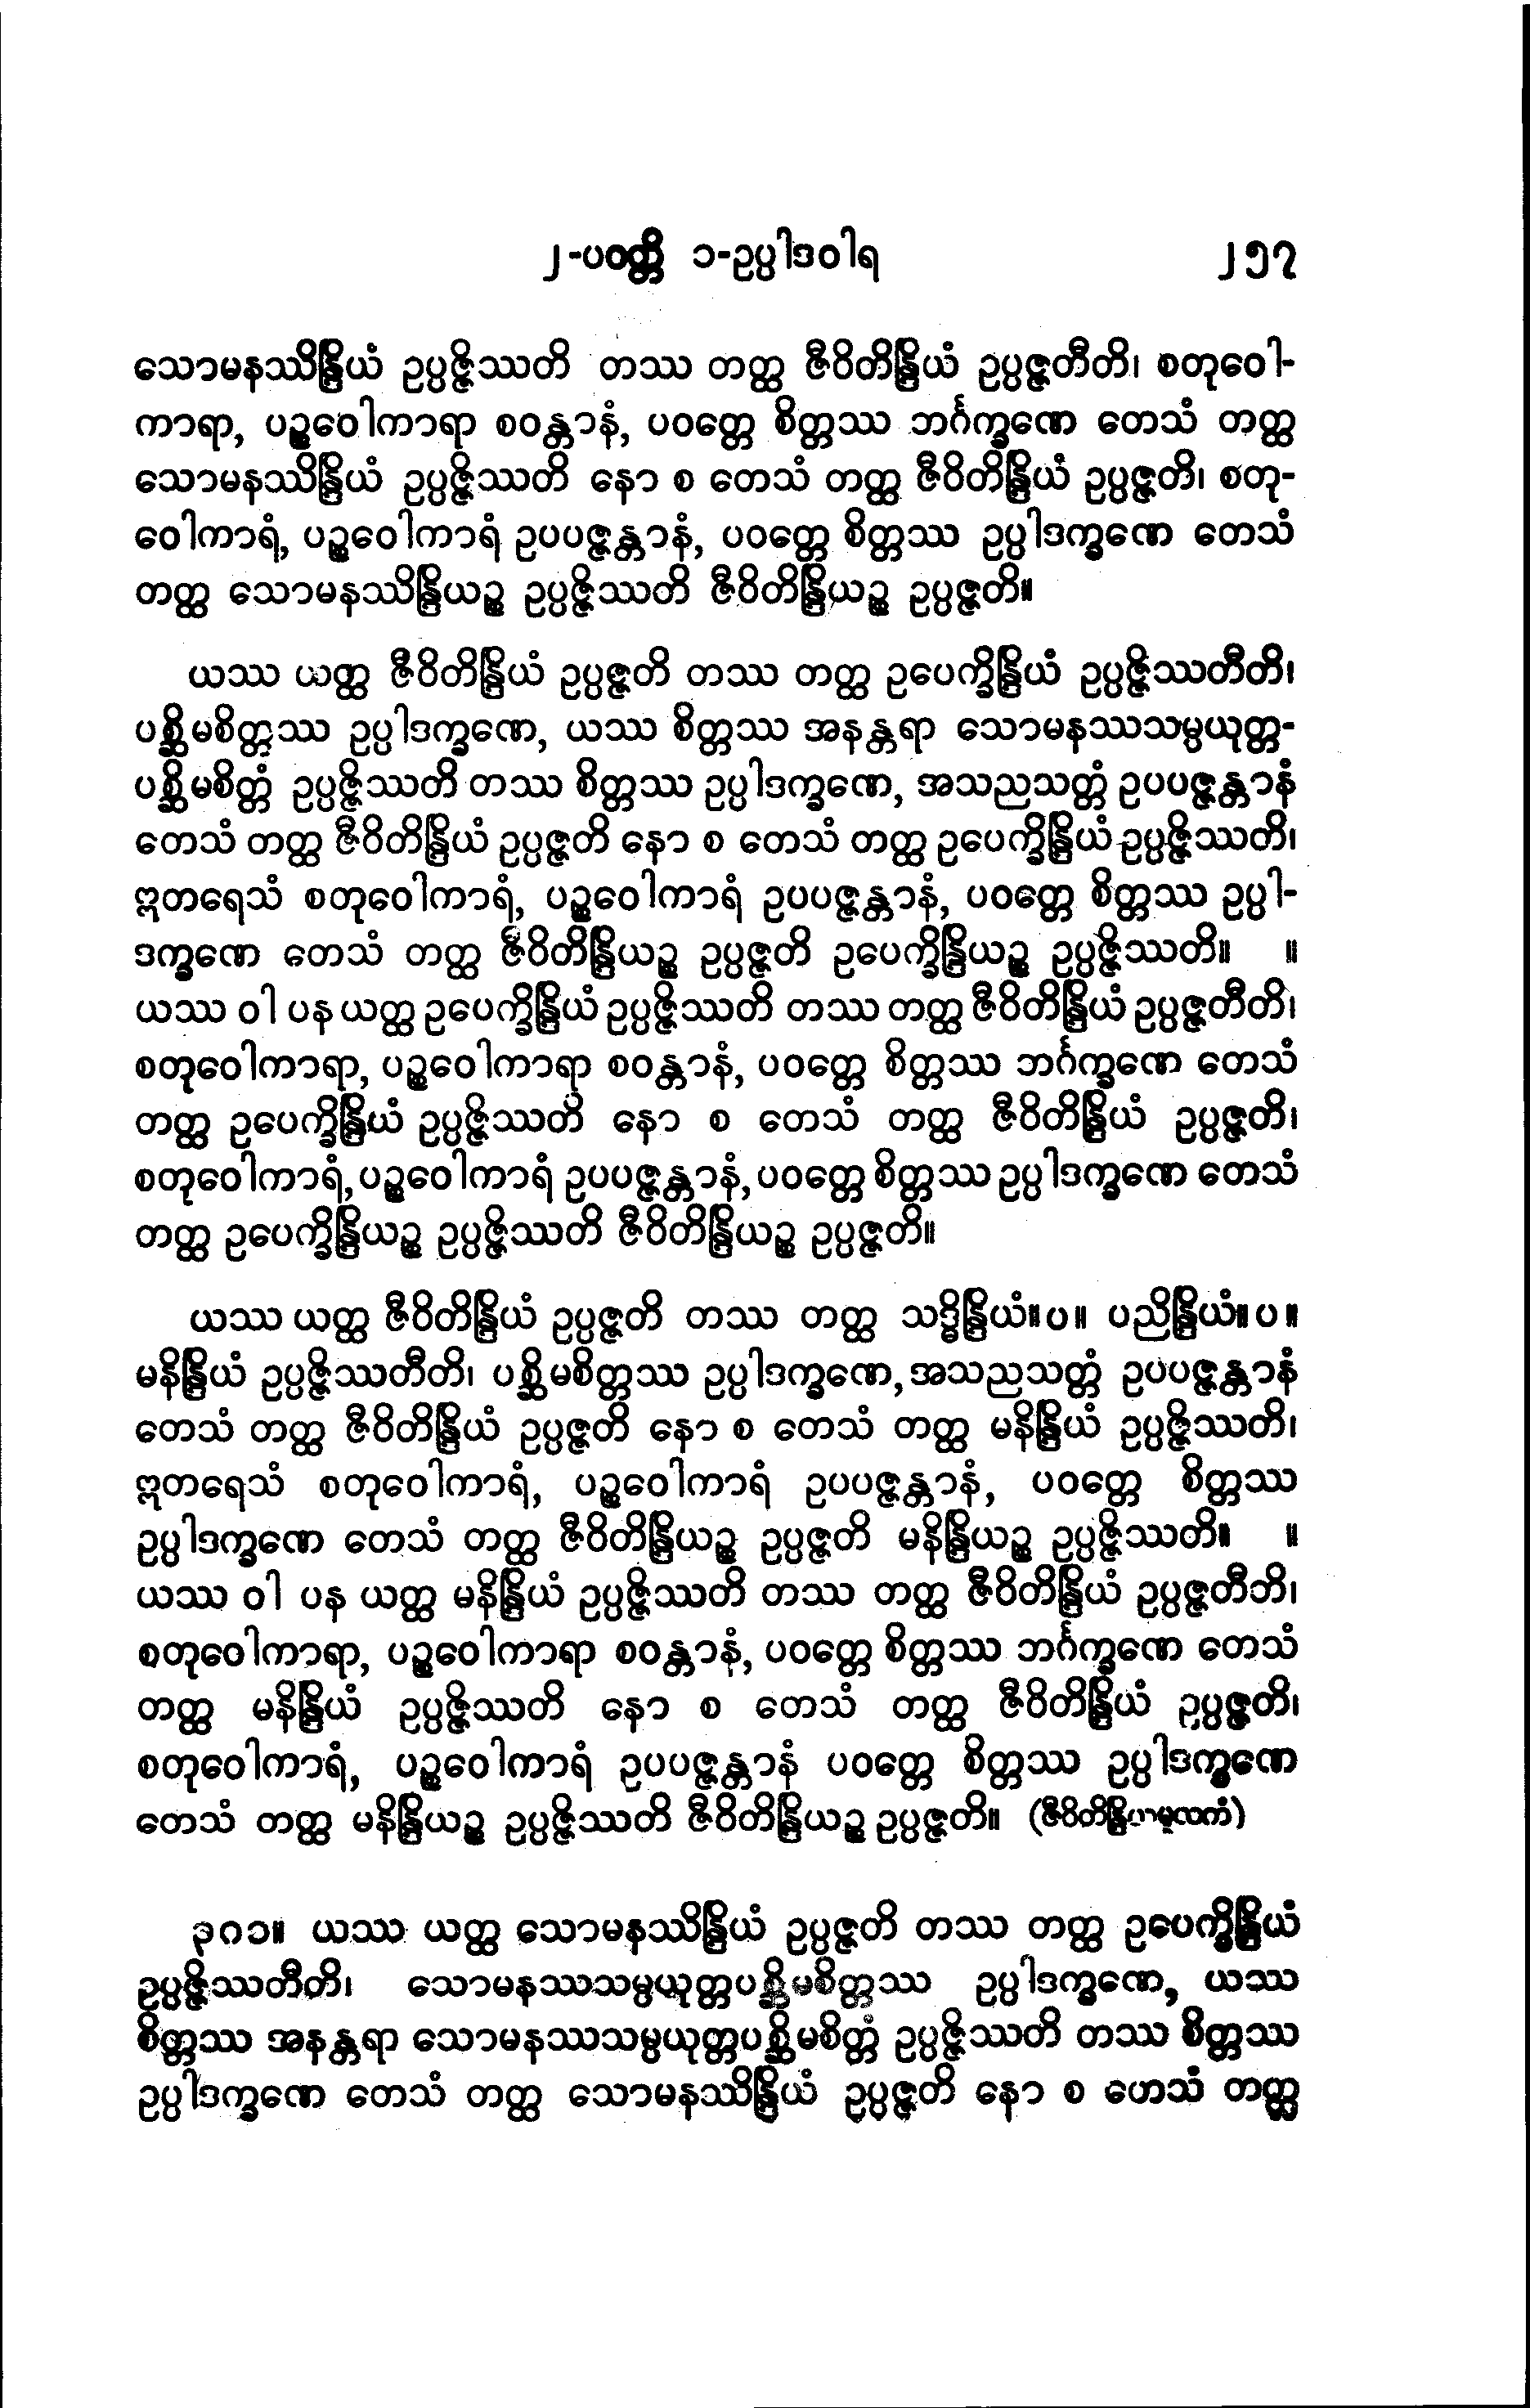 ၂-ပဝတ္တိ ၁-ဥပ္ပါဒဝါရ ၂၅၇
သောမနဿိန္ဒြိယံ ဥပ္ပဇ္ဇိဿတိ တဿ တတ္ထ ဇီဝိတိန္ဒြိယံ ဥပ္ပဇ္ဇတီတိ၊ စတုဝေါ-
ကာရာ, ပဉ္စဝေါကာရာ စဝန္တာနံ, ပဝတ္တေ စိတ္တဿ ဘင်္ဂက္ခဏေ တေသံ တတ္ထ
သောမနဿိန္ဒြိယံ ဥပ္ပဇ္ဇိဿတိ နော စ တေသံ တတ္ထ ဇီဝိတိန္ဒြိယံ ဥပ္ပဇ္ဇတိ၊ စတု-
ဝေါကာရံ, ပဉ္စဝေါကာရံ ဥပပဇ္ဇန္တာနံ, ပဝတ္တေ စိတ္တဿ ဥပ္ပါဒက္ခဏေ တေသံ
တတ္ထ သောမနဿိန္ဒြိယဉ္စ ဥပ္ပဇ္ဇိဿတိ ဇီဝိတိန္ဒြိယဉ္စ ဥပ္ပဇ္ဇတိ။
ယဿ ယတ္ထ ဇီဝိတိန္ဒြိယံ ဥပ္ပဇ္ဇတိ တဿ တတ္ထ ဥပေက္ခိန္ဒြိယံ ဥပ္ပဇ္ဇိဿတီတိ၊
ပစ္ဆိမစိတ္တဿ ဥပ္ပါဒက္ခဏေ, ယဿ စိတ္တဿ အနန္တရာ သောမနဿသမ္ပယုတ္တ-
ပစ္ဆိမစိတ္တံ ဥပ္ပဇ္ဇိဿတိ တဿ စိတ္တဿ ဥပ္ပါဒက္ခဏေ, အသညသတ္တံ ဥပပဇ္ဇန္တာနံ
တေသံ တတ္ထ ဇီဝိတိန္ဒြိယံ ဥပ္ပဇ္ဇတိ နော စ တေသံ တတ္ထ ဥပေက္ခိန္ဒြိယံ ဥပ္ပဇ္ဇိဿတိ၊
ဣတရေသံ စတုဝေါကာရံ, ပဉ္စဝေါကာရံ ဥပပဇ္ဇန္တာနံ, ပဝတ္တေ စိတ္တဿ ဥပ္ပါ-
ဒက္ခဏေ တေသံ တတ္ထ ဇီဝိတိန္ဒြိယဉ္စ ဥပ္ပဇ္ဇတိ ဥပေက္ခိန္ဒြိယဉ္စ ဥပ္ပဇ္ဇိဿတိ။ ။
ယဿ ဝါ ပန ယတ္ထ ဥပေက္ခိန္ဒြိယံ ဥပ္ပဇ္ဇိဿတိ တဿ တတ္ထ ဇီဝိတိန္ဒြိယံ ဥပ္ပဇ္ဇတီတိ၊
စတုဝေါကာရာ, ပဉ္စဝေါကာရာ စဝန္တာနံ, ပဝတ္တေ စိတ္တဿ ဘင်္ဂက္ခဏေ တေသံ
တတ္ထ ဥပေက္ခိန္ဒြိယံ ဥပ္ပဇ္ဇိဿတိ နော စ တေသံ တတ္ထ ဇီဝိတိန္ဒြိယံ ဥပ္ပဇ္ဇတိ၊
စတုဝေါကာရံ, ပဉ္စဝေါကာရံ ဥပပဇ္ဇန္တာနံ, ပဝတ္တေ စိတ္တဿ ဥပ္ပါဒက္ခဏေ တေသံ
တတ္ထ ဥပေက္ခိန္ဒြိယဉ္စ ဥပ္ပဇ္ဇိဿတိ ဇီဝိတိန္ဒြိယဉ္စ ဥပ္ပဇ္ဇတိ။
ယဿ ယတ္ထ ဇီဝိတိန္ဒြိယံ ဥပ္ပဇ္ဇတိ တဿ တတ္ထ သဒ္ဓိန္ဒြိယံ။ပ။ ပညိန္ဒြိယံ။ပ။
မနိန္ဒြိယံ ဥပ္ပဇ္ဇိဿတီတိ၊ ပစ္ဆိမစိတ္တဿ ဥပ္ပါဒက္ခဏေ, အသညသတ္တံ ဥပပဇ္ဇန္တာနံ
တေသံ တတ္ထ ဇီဝိတိန္ဒြိယံ ဥပ္ပဇ္ဇတိ နော စ တေသံ တတ္ထ မနိန္ဒြိယံ ဥပ္ပဇ္ဇိဿတိ၊
ဣတရေသံ စတုဝေါကာရံ, ပဉ္စဝေါကာရံ ဥပပဇ္ဇန္တာနံ, ပဝတ္တေ စိတ္တဿ
ဥပ္ပါဒက္ခဏေ တေသံ တတ္ထ ဇီဝိတိန္ဒြိယဉ္စ ဥပ္ပဇ္ဇတိ မနိန္ဒြိယဉ္စ ဥပ္ပဇ္ဇိဿတိ။ ။
ယဿ ဝါ ပန ယတ္ထ မနိန္ဒြိယံ ဥပ္ပဇ္ဇိဿတိ တဿ တတ္ထ ဇီဝိတိန္ဒြိယံ ဥပ္ပဇ္ဇတီဘိ၊
စတုဝေါကာရာ, ပဉ္စဝေါကာရာ စဝန္တာနံ, ပဝတ္တေ စိတ္တဿ ဘင်္ဂက္ခဏေ တေသံ
တတ္ထ မနိန္ဒြိယံ ဥပ္ပဇ္ဇိဿတိ နော စ တေသံ တတ္ထ ဇီဝိတိန္ဒြိယံ ဥပ္ပဇ္ဇတိ၊
စတုဝေါကာရံ, ပဉ္စဝေါကာရံ ဥပပဇ္ဇန္တာနံ ပဝတ္တေ စိတ္တဿ ဥပ္ပါဒက္ခဏေ
တေသံ တတ္ထ မနိန္ဒြိယဉ္စ ဥပ္ပဇ္ဇိဿတိ ဇီဝိတိန္ဒြိယဉ္စ ဥပ္ပဇ္ဇတိ။ (ဇီဝိတိန္ဒြိယမူလကံ)
၃၈၁။ ယဿ ယတ္ထ သောမနဿိန္ဒြိယံ ဥပ္ပဇ္ဇတိ တဿ တတ္ထ ဥပေက္ခိန္ဒြိယံ
ဥပ္ပဇ္ဇိဿတီတိ၊ သောမနဿသမ္ပယုတ္တပစ္ဆိမစိတ္တဿ ဥပ္ပါဒက္ခဏေ, ယဿ
စိတ္တဿ အနန္တရာ သောမနဿသမ္ပယုတ္တပစ္ဆိမစိတ္တံ ဥပ္ပဇ္ဇိဿတိ တဿ စိတ္တဿ
ဥပ္ပါဒက္ခဏေ တေသံ တတ္ထ သောမနဿိန္ဒြိယံ ဥပ္ပဇ္ဇတိ နော စ ဟေသံ တတ္ထ